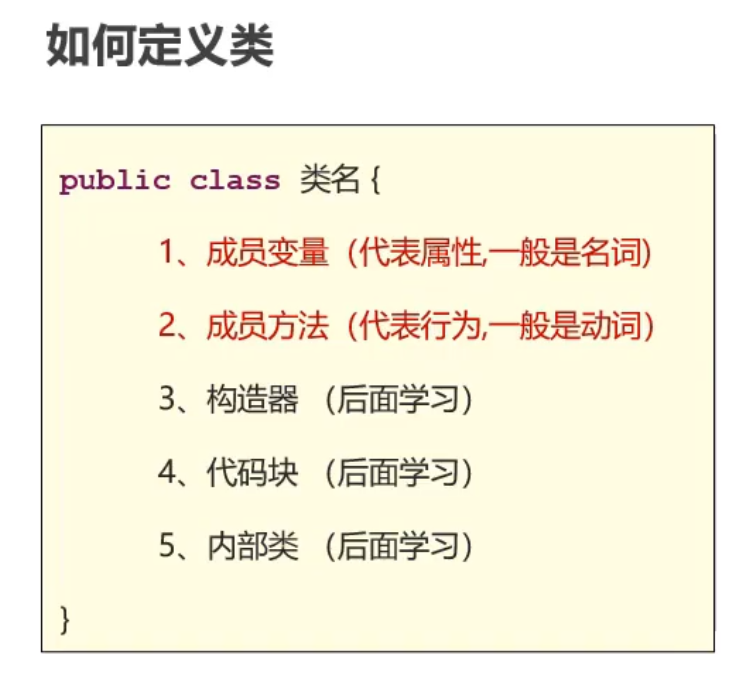 如何定义类
public class 类名 {
1、成员变量（代表属性,一般是名词)
2、成员方法（代表行为,一般是动词）
3、构造器 （后面学习）
4、代码块 （后面学习）
5、内部类 （后面学习）
}